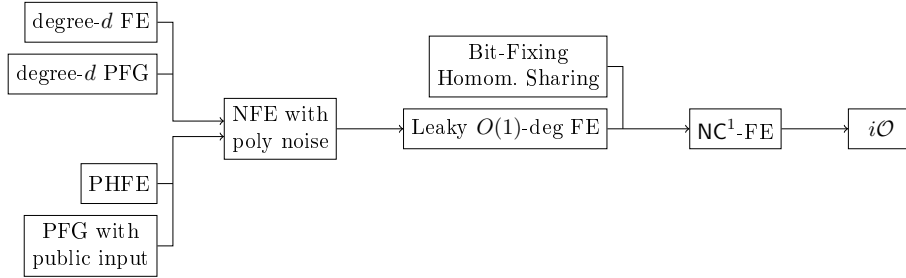 degree-d FE
degree-d PFG
PHFE
PFG with
public input
NFE with
poly noise
Bit-Fixing
Homom. Sharing
Leaky O(1)-deg FE
NC¹-FE
iO